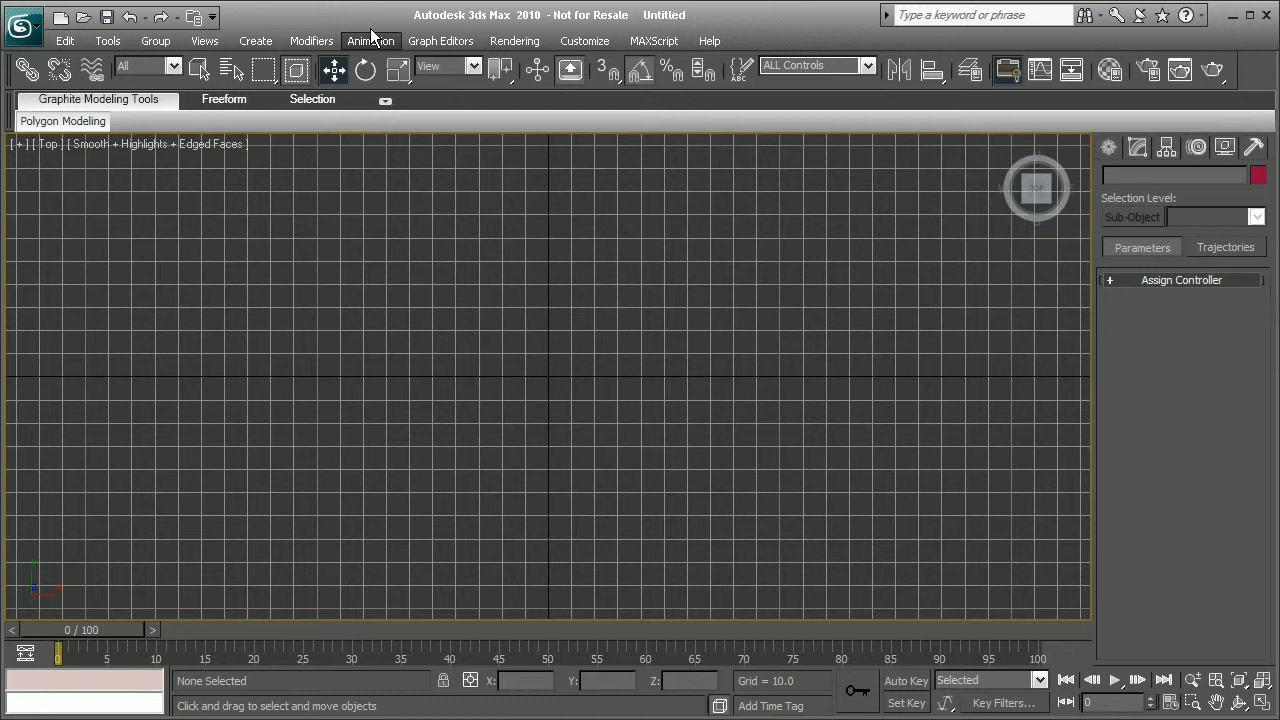 Autodesk 3ds Max 2010 - Not for Resale Untitled
Type a keyword or phrase
Edit Tools Group Views Create Modifiers Animation Graph Editors Rendering Customize MAXScript Help
All View 3 ALL Controls
Graphite Modeling Tools Freeform Selection
Polygon Modeling
[ + ] [ Top ] [ Smooth + Highlights + Edged Faces ]
TOP
Selection Level:
Sub-Object
Parameters Trajectories
+ Assign Controller
< 0 / 100 >
0 5 10 15 20 25 30 35 40 45 50 55 60 65 70 75 80 85 90 95 100
None Selected X: Y: Z: Grid = 10.0 Auto Key Selected
Click and drag to select and move objects Add Time Tag Set Key Key Filters... 0